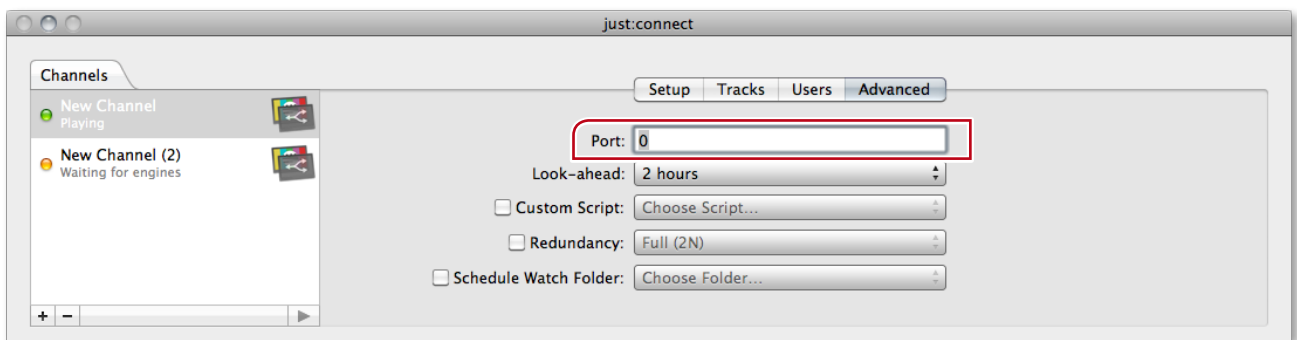 just:connect
Channels
New Channel
Playing
New Channel (2)
Waiting for engines
+ −
Setup Tracks Users Advanced
Port: 0
Look-ahead: 2 hours
Custom Script: Choose Script...
Redundancy: Full (2N)
Schedule Watch Folder: Choose Folder...